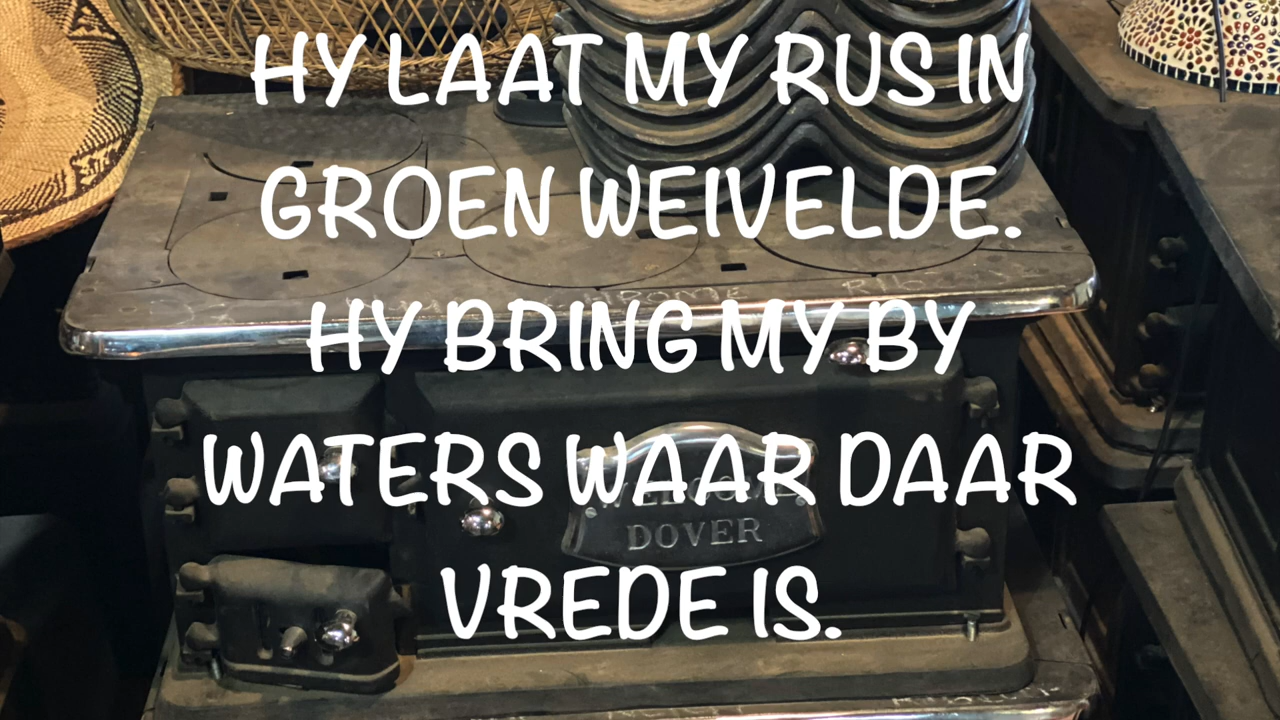 HY LAAT MY RUS IN
GROEN WEIVELDE.
HY BRING MY BY
WATERS WAAR DAAR
VREDE IS.
DOVER